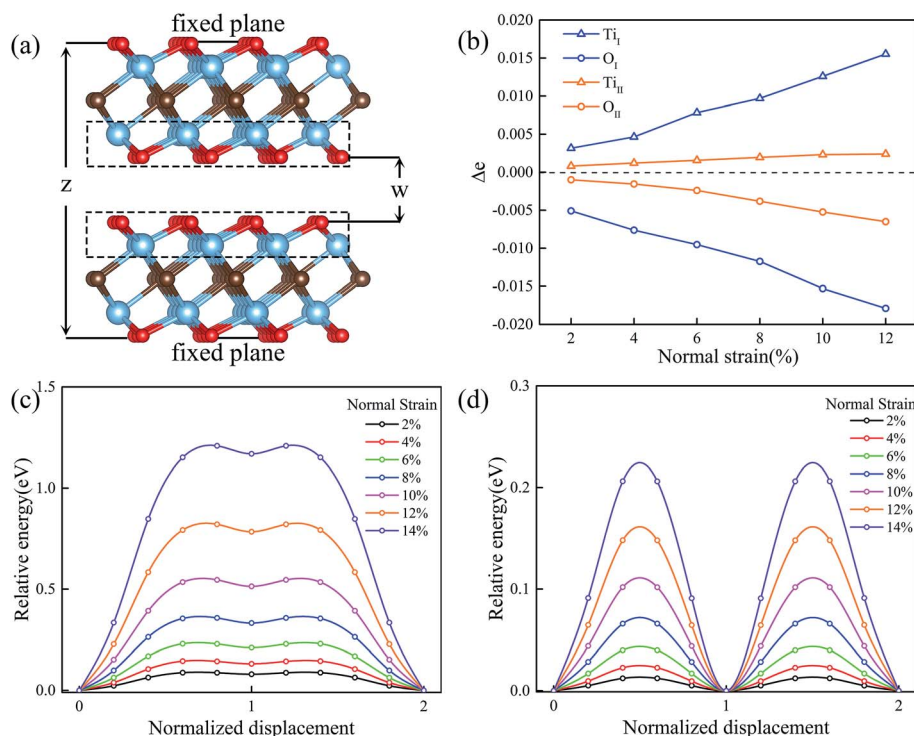 (a)
fixed plane
z
w
fixed plane
(b)
0.020
0.015
0.010
0.005
0.000
-0.005
-0.010
-0.015
-0.020
Δe
Ti_I
O_I
Ti_II
O_II
2 4 6 8 10 12
Normal strain(%)
(c)
1.5
1.0
0.5
0.0
Relative energy(eV)
Normal Strain
2%
4%
6%
8%
10%
12%
14%
0 1 2
Normalized displacement
(d)
0.3
0.2
0.1
0.0
Relative energy(eV)
Normal Strain
2%
4%
6%
8%
10%
12%
14%
0 1 2
Normalized displacement